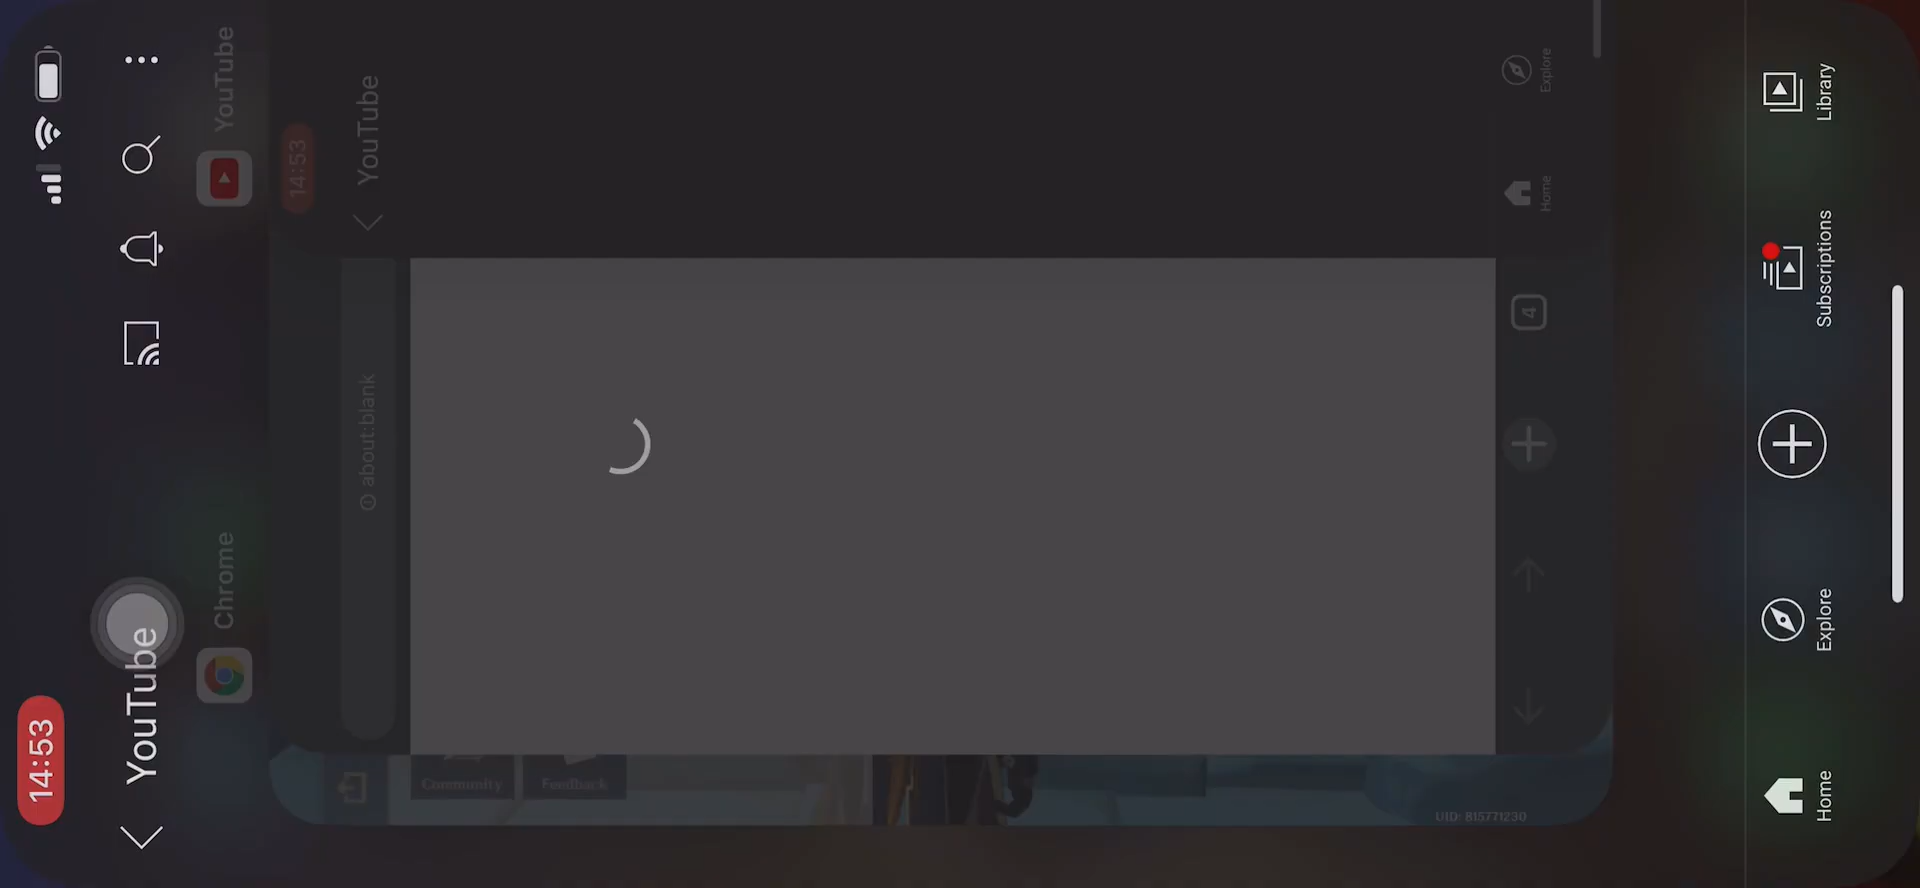 14:53
YouTube
YouTube
Chrome
14:53
YouTube
about:blank
4
Explore
Home
Community
Feedback
UID: 815771230
Home
Explore
Subscriptions
Library